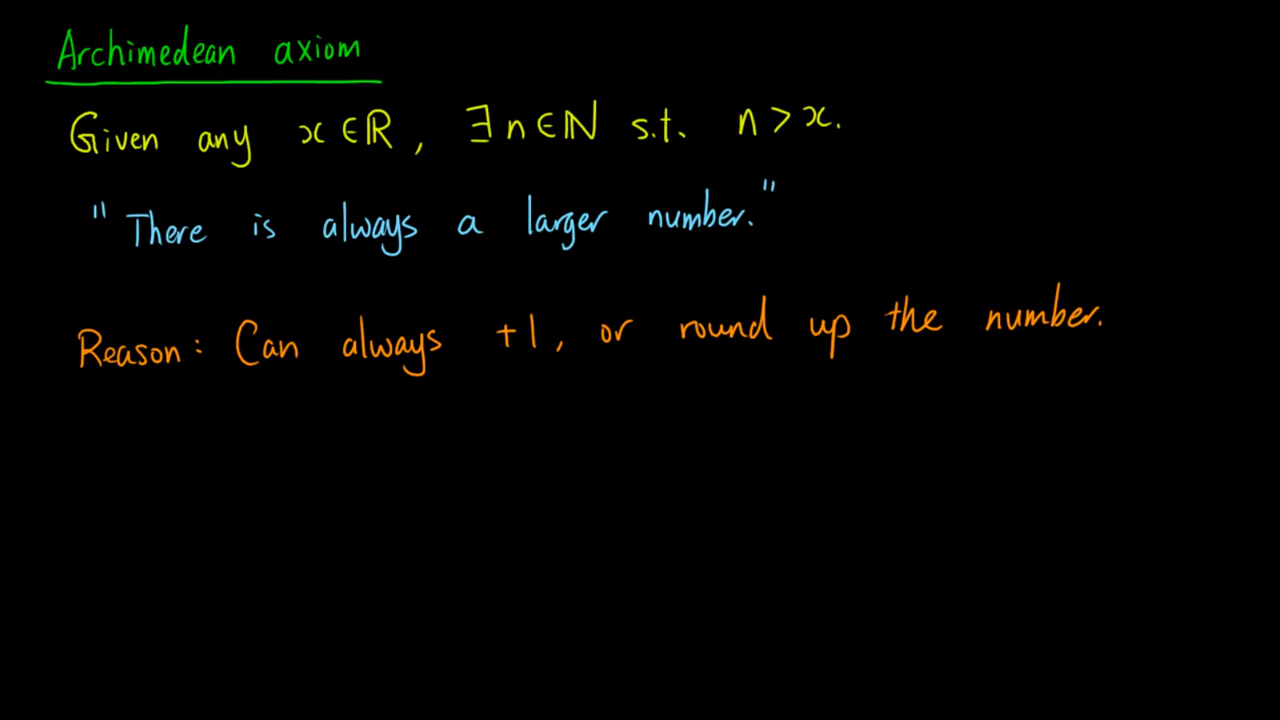 Archimedean axiom
Given any x∈ℝ, ∃n∈ℕ s.t. n>x.
"There is always a larger number."
Reason: Can always +1, or round up the number.